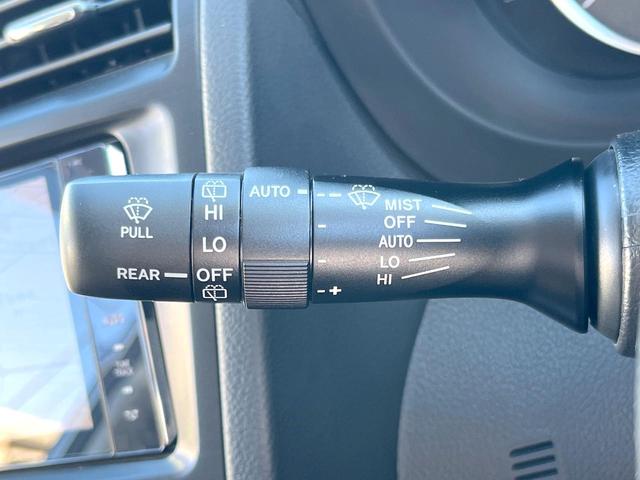 PULL
REAR
HI
LO
OFF
AUTO
- -
-
-
- +
MIST
OFF
AUTO
LO
HI